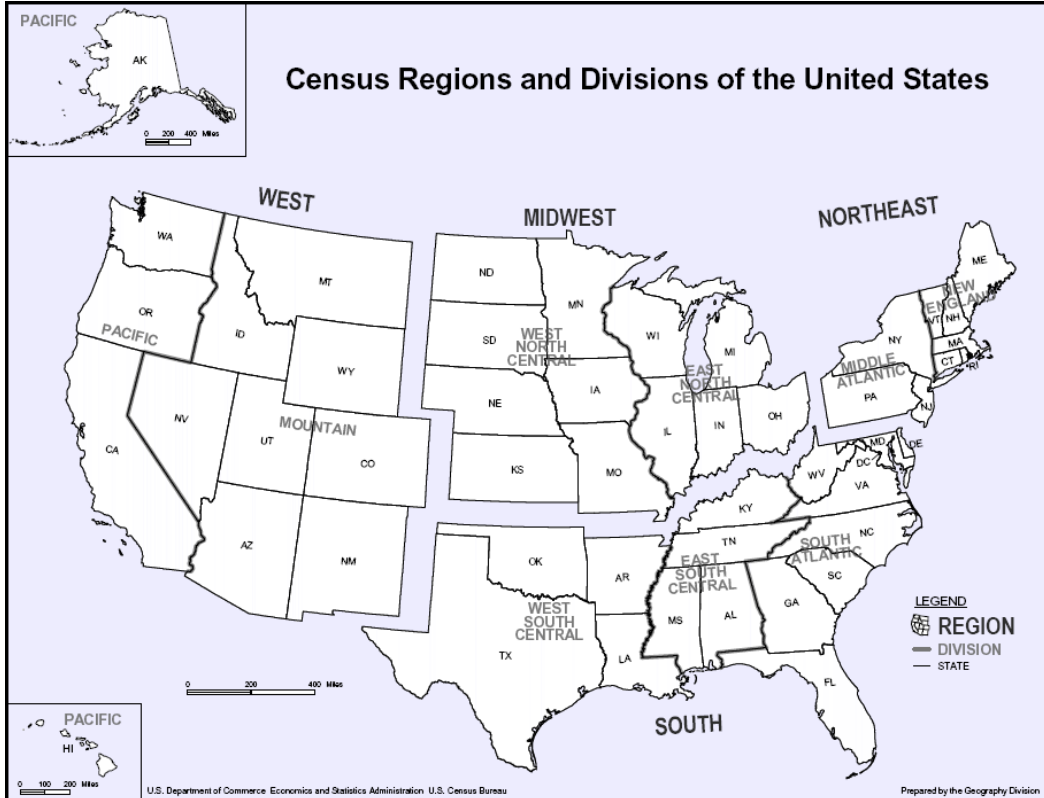 PACIFIC
AK
0 200 400 Miles
Census Regions and Divisions of the United States
WEST
MIDWEST
NORTHEAST
WA
MT
ND
MN
ME
OR
ID
SD
WI
MI
NY
VT
NH
NEW
ENGLAND
MA
CT
RI
PACIFIC
WY
WEST
NORTH
CENTRAL
EAST
NORTH
CENTRAL
MIDDLE
ATLANTIC
NE
IA
PA
NJ
NV
UT
MOUNTAIN
CO
IL
IN
OH
CA
KS
MO
WV
MD
DE
DC
VA
KY
AZ
NM
OK
AR
TN
NC
EAST
SOUTH
CENTRAL
SOUTH
ATLANTIC
SC
WEST
SOUTH
CENTRAL
MS
AL
GA
TX
LA
FL
LEGEND
REGION
DIVISION
STATE
0 200 400 Miles
SOUTH
PACIFIC
HI
0 100 200 Miles
U.S. Department of Commerce Economics and Statistics Administration U.S. Census Bureau
Prepared by the Geography Division